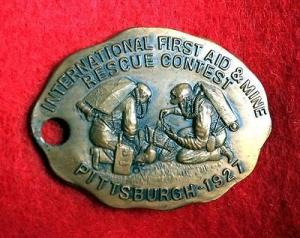 INTERNATIONAL FIRST AID & MINE
RESCUE CONTEST
PITTSBURGH - 1927